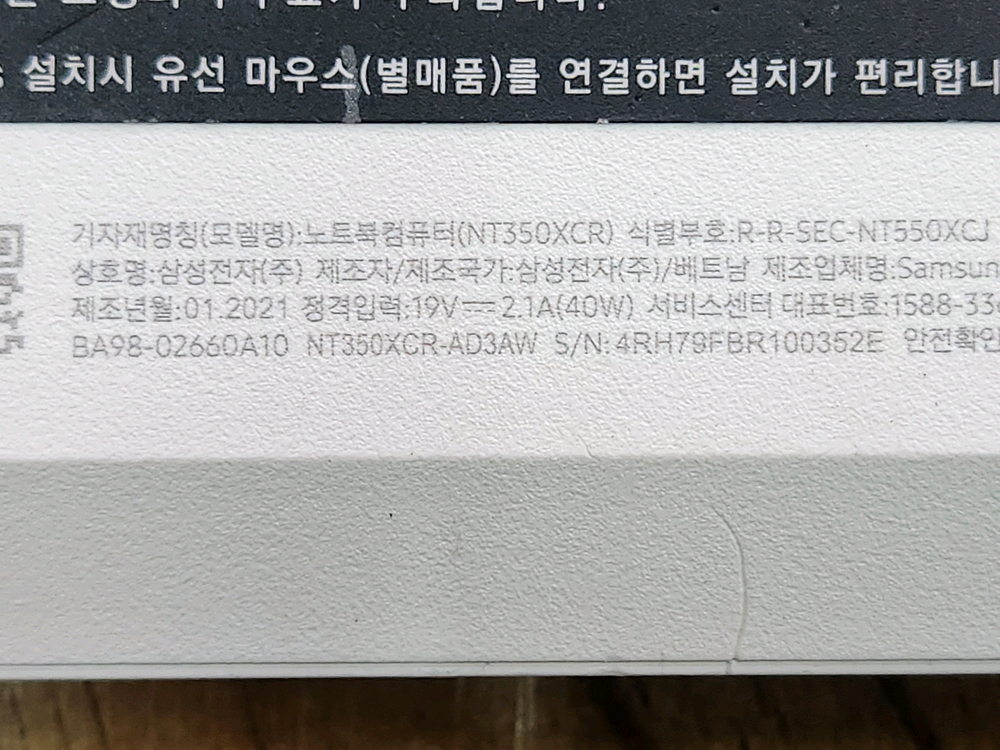 설치시 유선 마우스(별매품)를 연결하면 설치가 편리합니
기자재명칭(모델명):노트북컴퓨터(NT350XCR) 식별부호:R-R-SEC-NT550XCJ
상호명:삼성전자(주) 제조자/제조국가:삼성전자(주)/베트남 제조업체명:Samsun
제조년월:01.2021 정격입력:19V⎓2.1A(40W) 서비스센터 대표번호:1588-33
BA98-02660A10 NT350XCR-AD3AW S/N:4RH79FBR100352E 안전확인